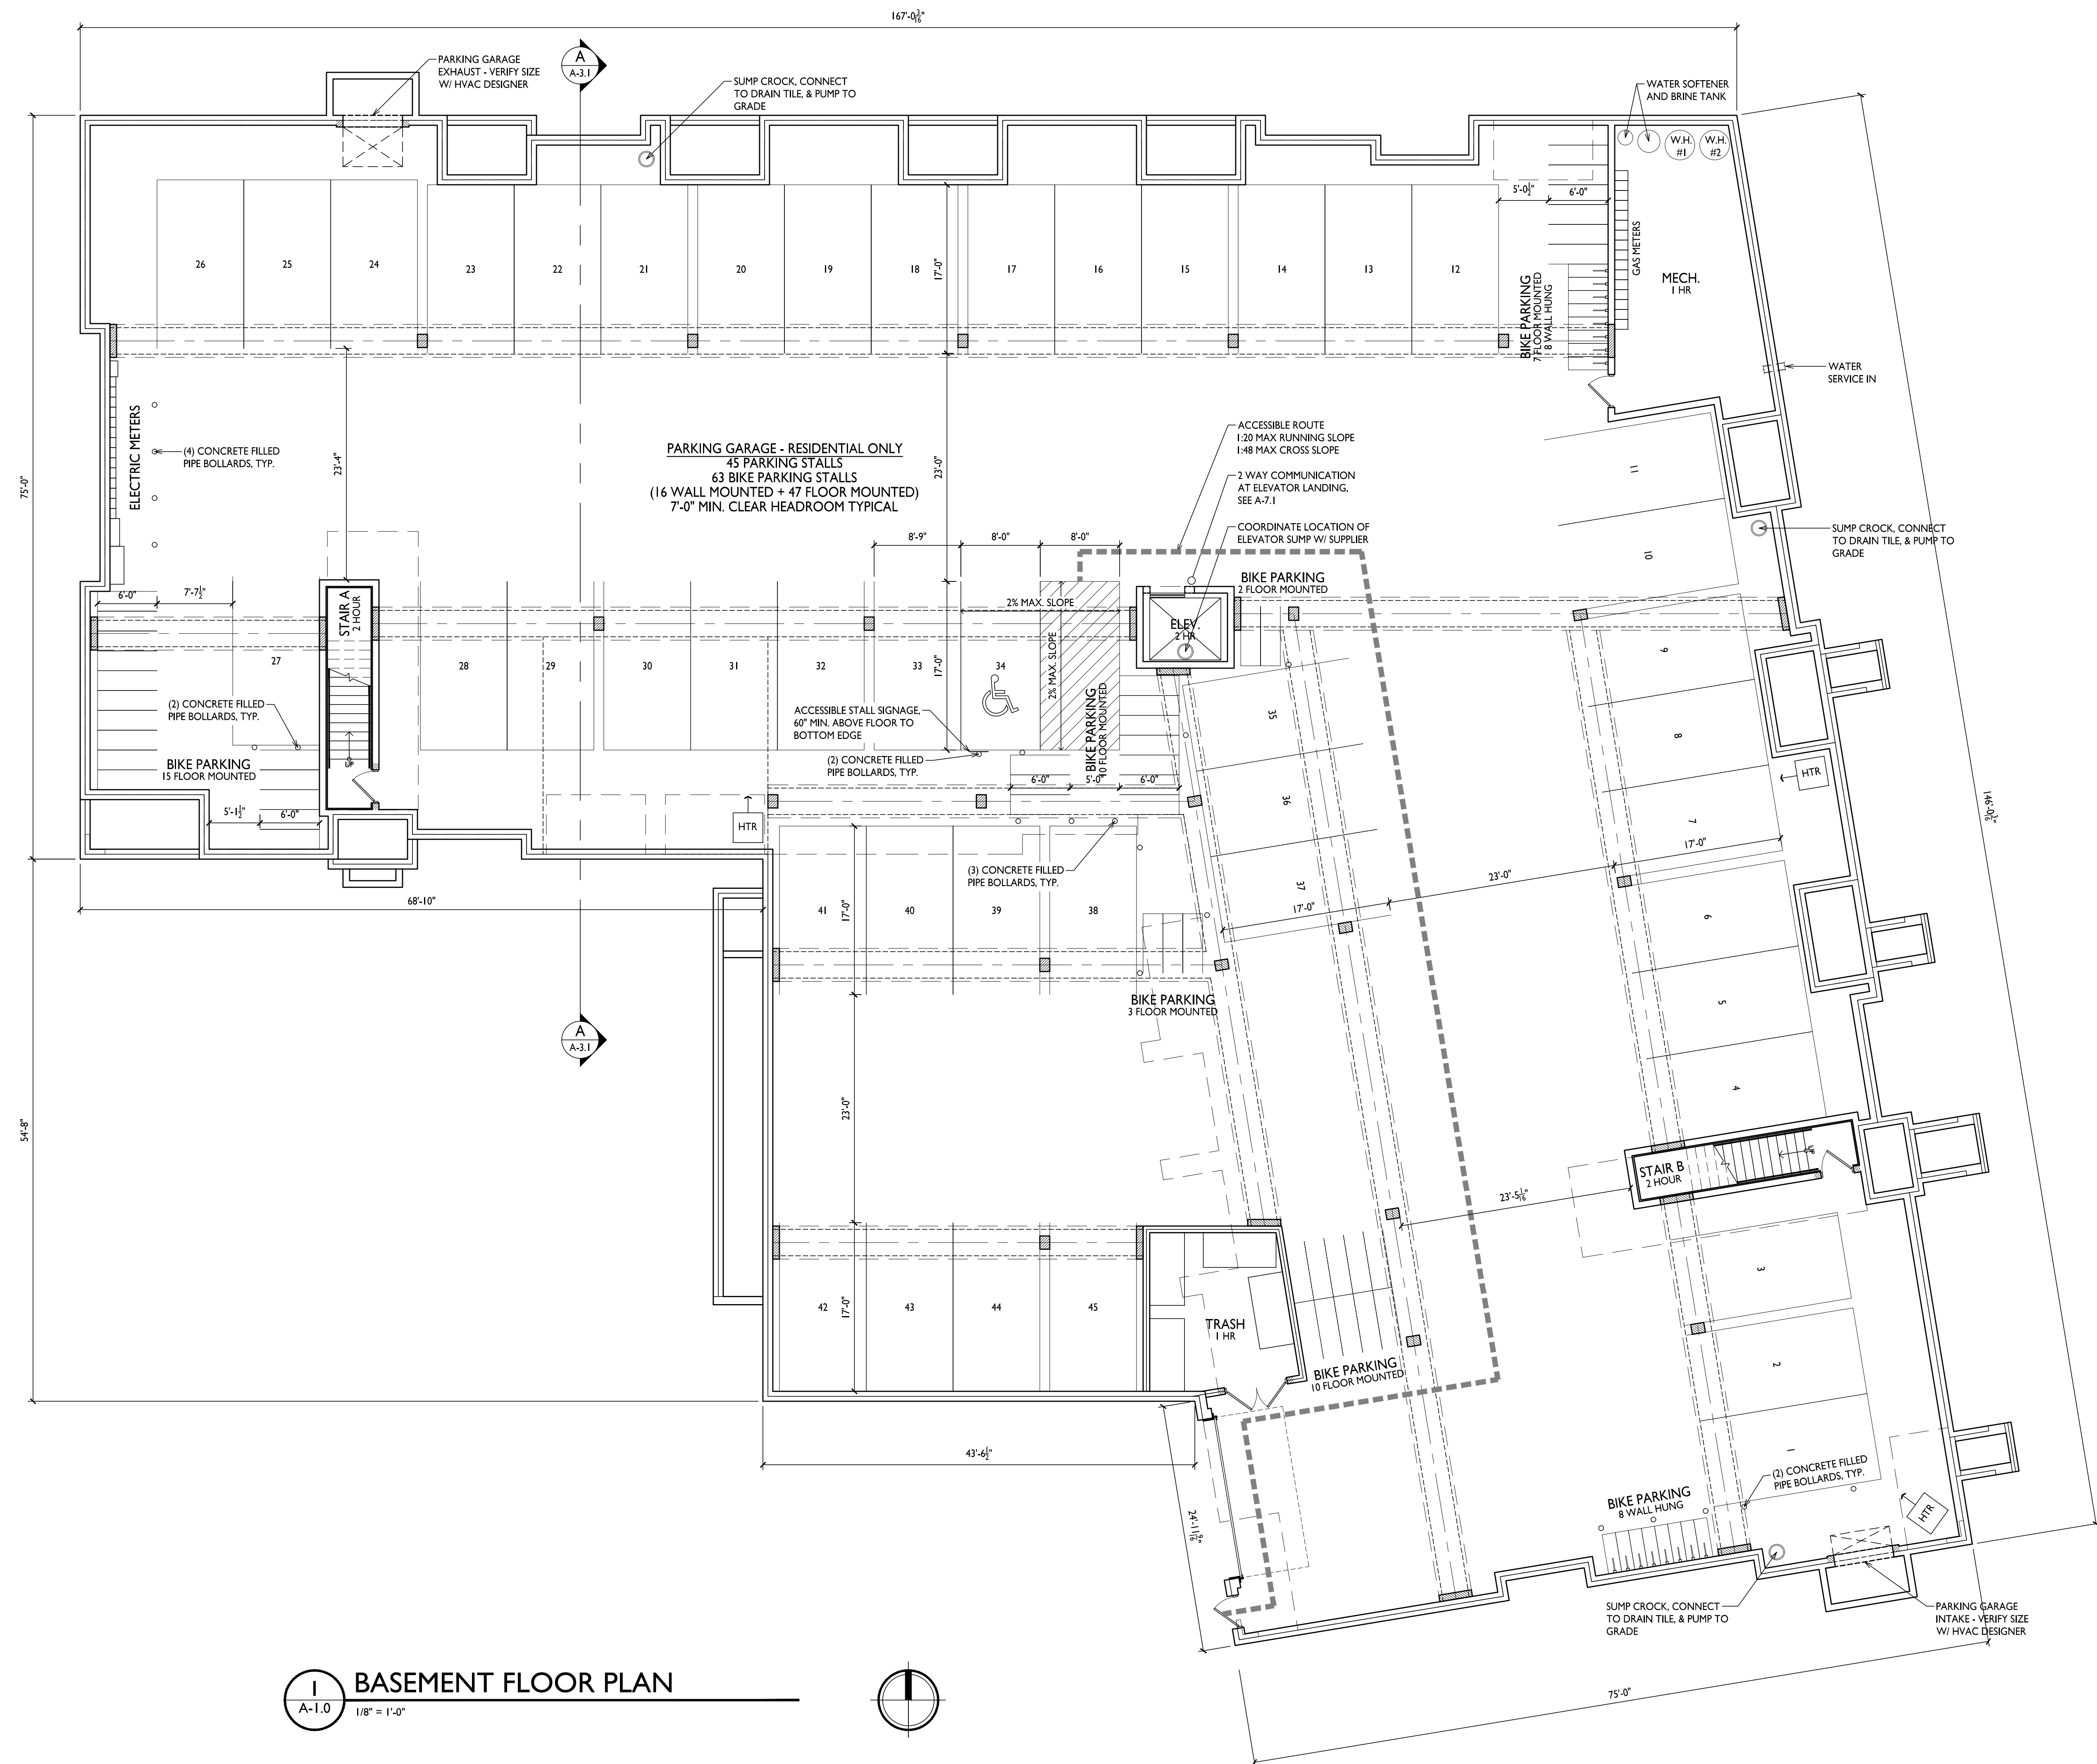 167'-0 3/16"
PARKING GARAGE
EXHAUST - VERIFY SIZE
W/ HVAC DESIGNER
A
A-3.1
SUMP CROCK, CONNECT
TO DRAIN TILE, & PUMP TO
GRADE
WATER SOFTENER
AND BRINE TANK
W.H.
#1
W.H.
#2
5'-0 1/2"
6'-0"
GAS METERS
MECH.
1 HR
26
25
24
23
22
21
20
19
18
17'-0"
17
16
15
14
13
12
BIKE PARKING
7 FLOOR MOUNTED
8 WALL HUNG
WATER
SERVICE IN
75'-0"
ELECTRIC METERS
(4) CONCRETE FILLED
PIPE BOLLARDS, TYP.
23'-4"
PARKING GARAGE - RESIDENTIAL ONLY
45 PARKING STALLS
63 BIKE PARKING STALLS
(16 WALL MOUNTED + 47 FLOOR MOUNTED)
7'-0" MIN. CLEAR HEADROOM TYPICAL
23'-0"
ACCESSIBLE ROUTE
1:20 MAX RUNNING SLOPE
1:48 MAX CROSS SLOPE
2 WAY COMMUNICATION
AT ELEVATOR LANDING,
SEE A-7.1
COORDINATE LOCATION OF
ELEVATOR SUMP W/ SUPPLIER
11
10
SUMP CROCK, CONNECT
TO DRAIN TILE, & PUMP TO
GRADE
8'-9"
8'-0"
8'-0"
BIKE PARKING
2 FLOOR MOUNTED
6'-0"
7'-7 1/2"
STAIR A
2 HOUR
UP
2% MAX. SLOPE
2% MAX. SLOPE
ELEV.
2 HR
27
28
29
30
31
32
33
17'-0"
34
9
8
7
(2) CONCRETE FILLED
PIPE BOLLARDS, TYP.
ACCESSIBLE STALL SIGNAGE,
60" MIN. ABOVE FLOOR TO
BOTTOM EDGE
(2) CONCRETE FILLED
PIPE BOLLARDS, TYP.
BIKE PARKING
10 FLOOR MOUNTED
35
36
37
BIKE PARKING
15 FLOOR MOUNTED
6'-0"
5'-0"
6'-0"
HTR
5'-1 1/2"
6'-0"
HTR
146'-0 3/16"
17'-0"
23'-0"
17'-0"
(3) CONCRETE FILLED
PIPE BOLLARDS, TYP.
68'-10"
41
17'-0"
40
39
38
6
5
4
BIKE PARKING
3 FLOOR MOUNTED
A
A-3.1
54'-8"
23'-0"
STAIR B
2 HOUR
UP
23'-5 1/16"
42
17'-0"
43
44
45
TRASH
1 HR
3
2
1
BIKE PARKING
10 FLOOR MOUNTED
43'-6 1/2"
24'-11 9/16"
BIKE PARKING
8 WALL HUNG
(2) CONCRETE FILLED
PIPE BOLLARDS, TYP.
HTR
SUMP CROCK, CONNECT
TO DRAIN TILE, & PUMP TO
GRADE
PARKING GARAGE
INTAKE - VERIFY SIZE
W/ HVAC DESIGNER
75'-0"
1
A-1.0
BASEMENT FLOOR PLAN
1/8" = 1'-0"